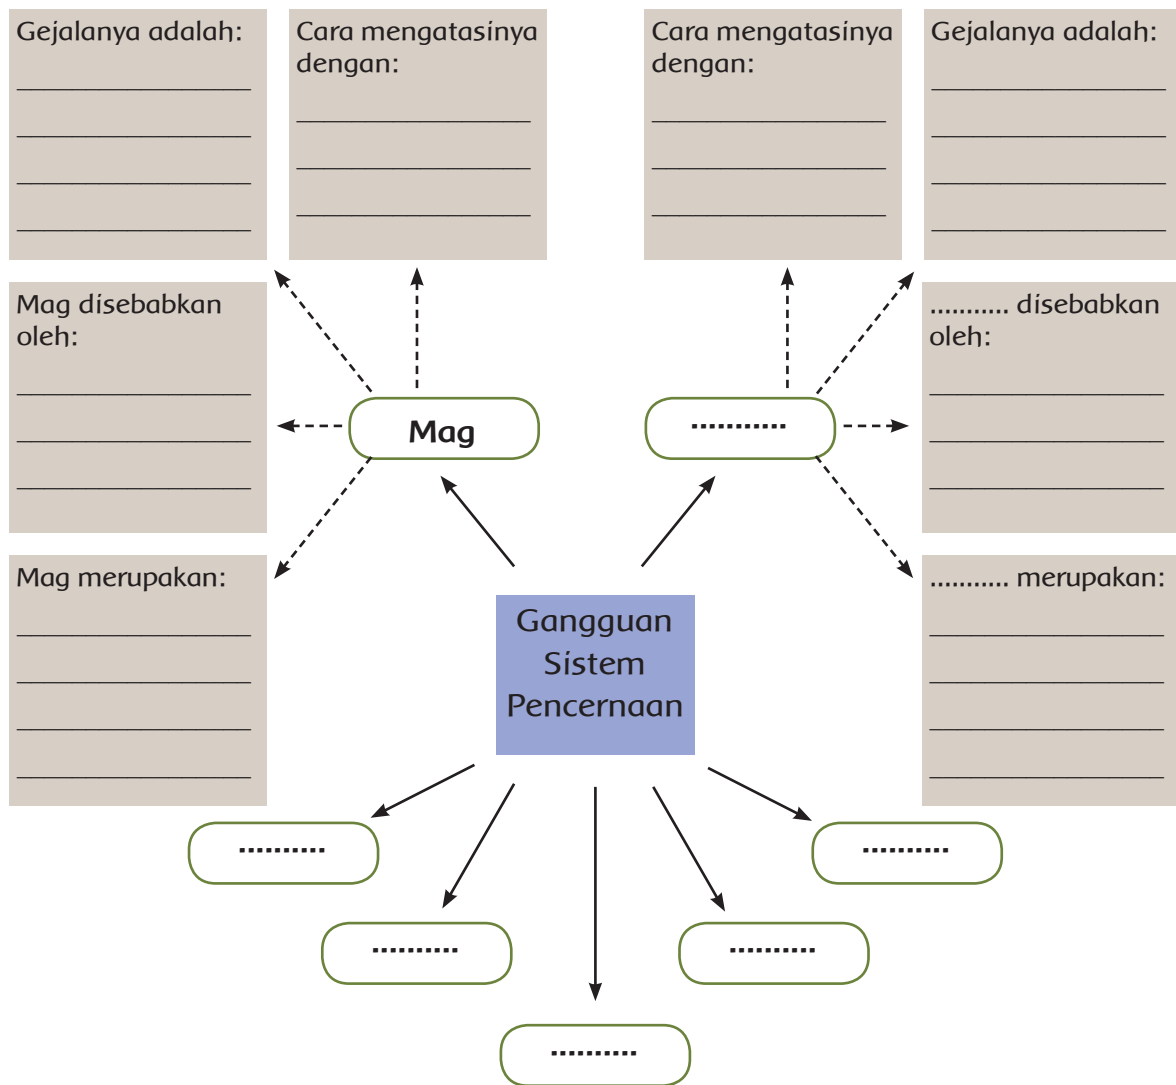 Gejalanya adalah:
Cara mengatasinya
dengan:
Cara mengatasinya
dengan:
Gejalanya adalah:
Mag disebabkan
oleh:
........... disebabkan
oleh:
Mag
...........
Mag merupakan:
........... merupakan:
Gangguan
Sistem
Pencernaan
..........
..........
..........
..........
..........